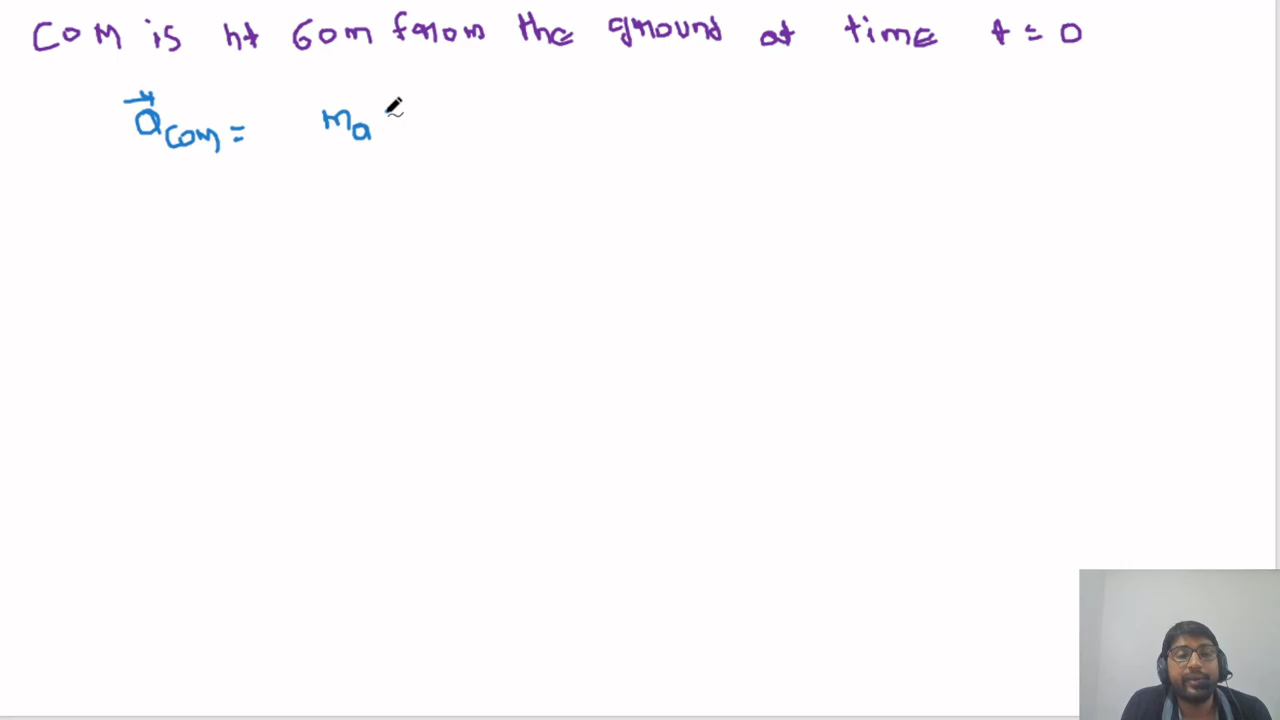 COM is ht 60m from the ground at time t = 0
a⃗com = ma